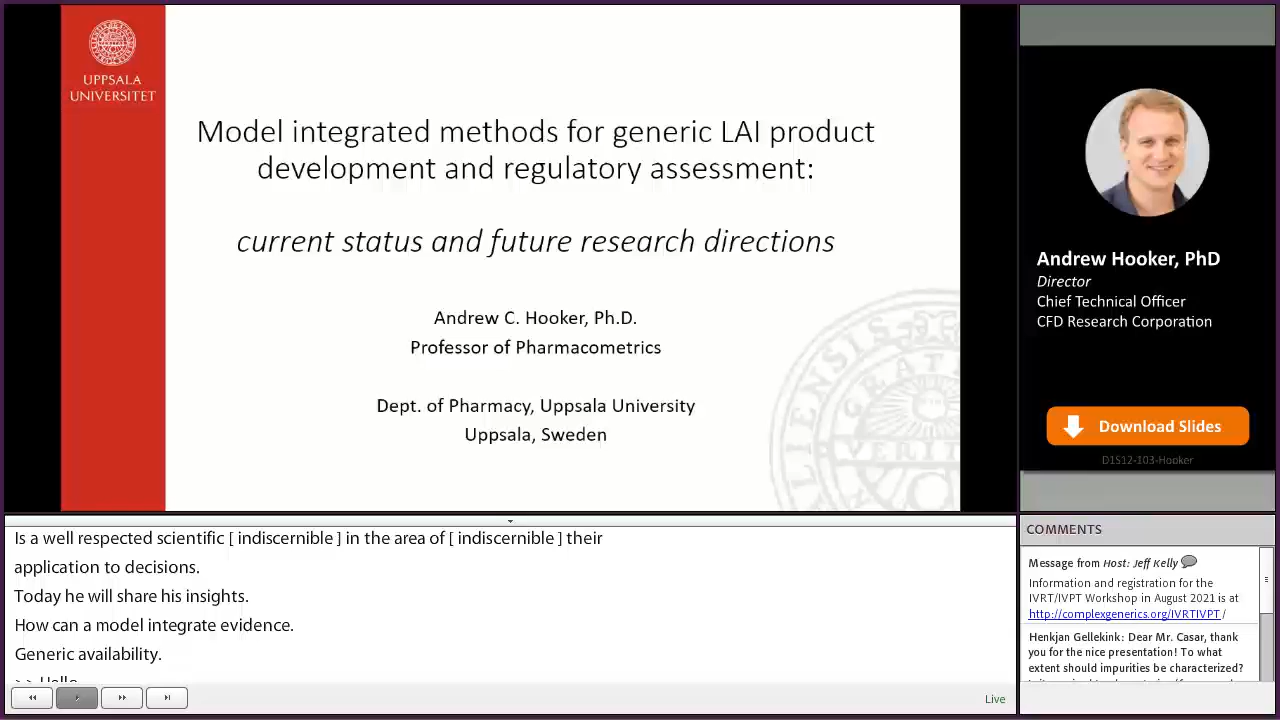 UPPSALA
UNIVERSITET
Model integrated methods for generic LAI product
development and regulatory assessment:
current status and future research directions
Andrew C. Hooker, Ph.D.
Professor of Pharmacometrics
Dept. of Pharmacy, Uppsala University
Uppsala, Sweden
Andrew Hooker, PhD
Director
Chief Technical Officer
CFD Research Corporation
Download Slides
D1S12-T03-Hooker
Is a well respected scientific [ indiscernible ] in the area of [ indiscernible ] their
application to decisions.
Today he will share his insights.
How can a model integrate evidence.
Generic availability.
>> Hello
Live
COMMENTS
Message from Host: Jeff Kelly
Information and registration for the
IVRT/IVPT Workshop in August 2021 is at
http://complexgenerics.org/IVRTIVPT /
Henkjan Gellekink: Dear Mr. Casar, thank
you for the nice presentation! To what
extent should impurities be characterized?